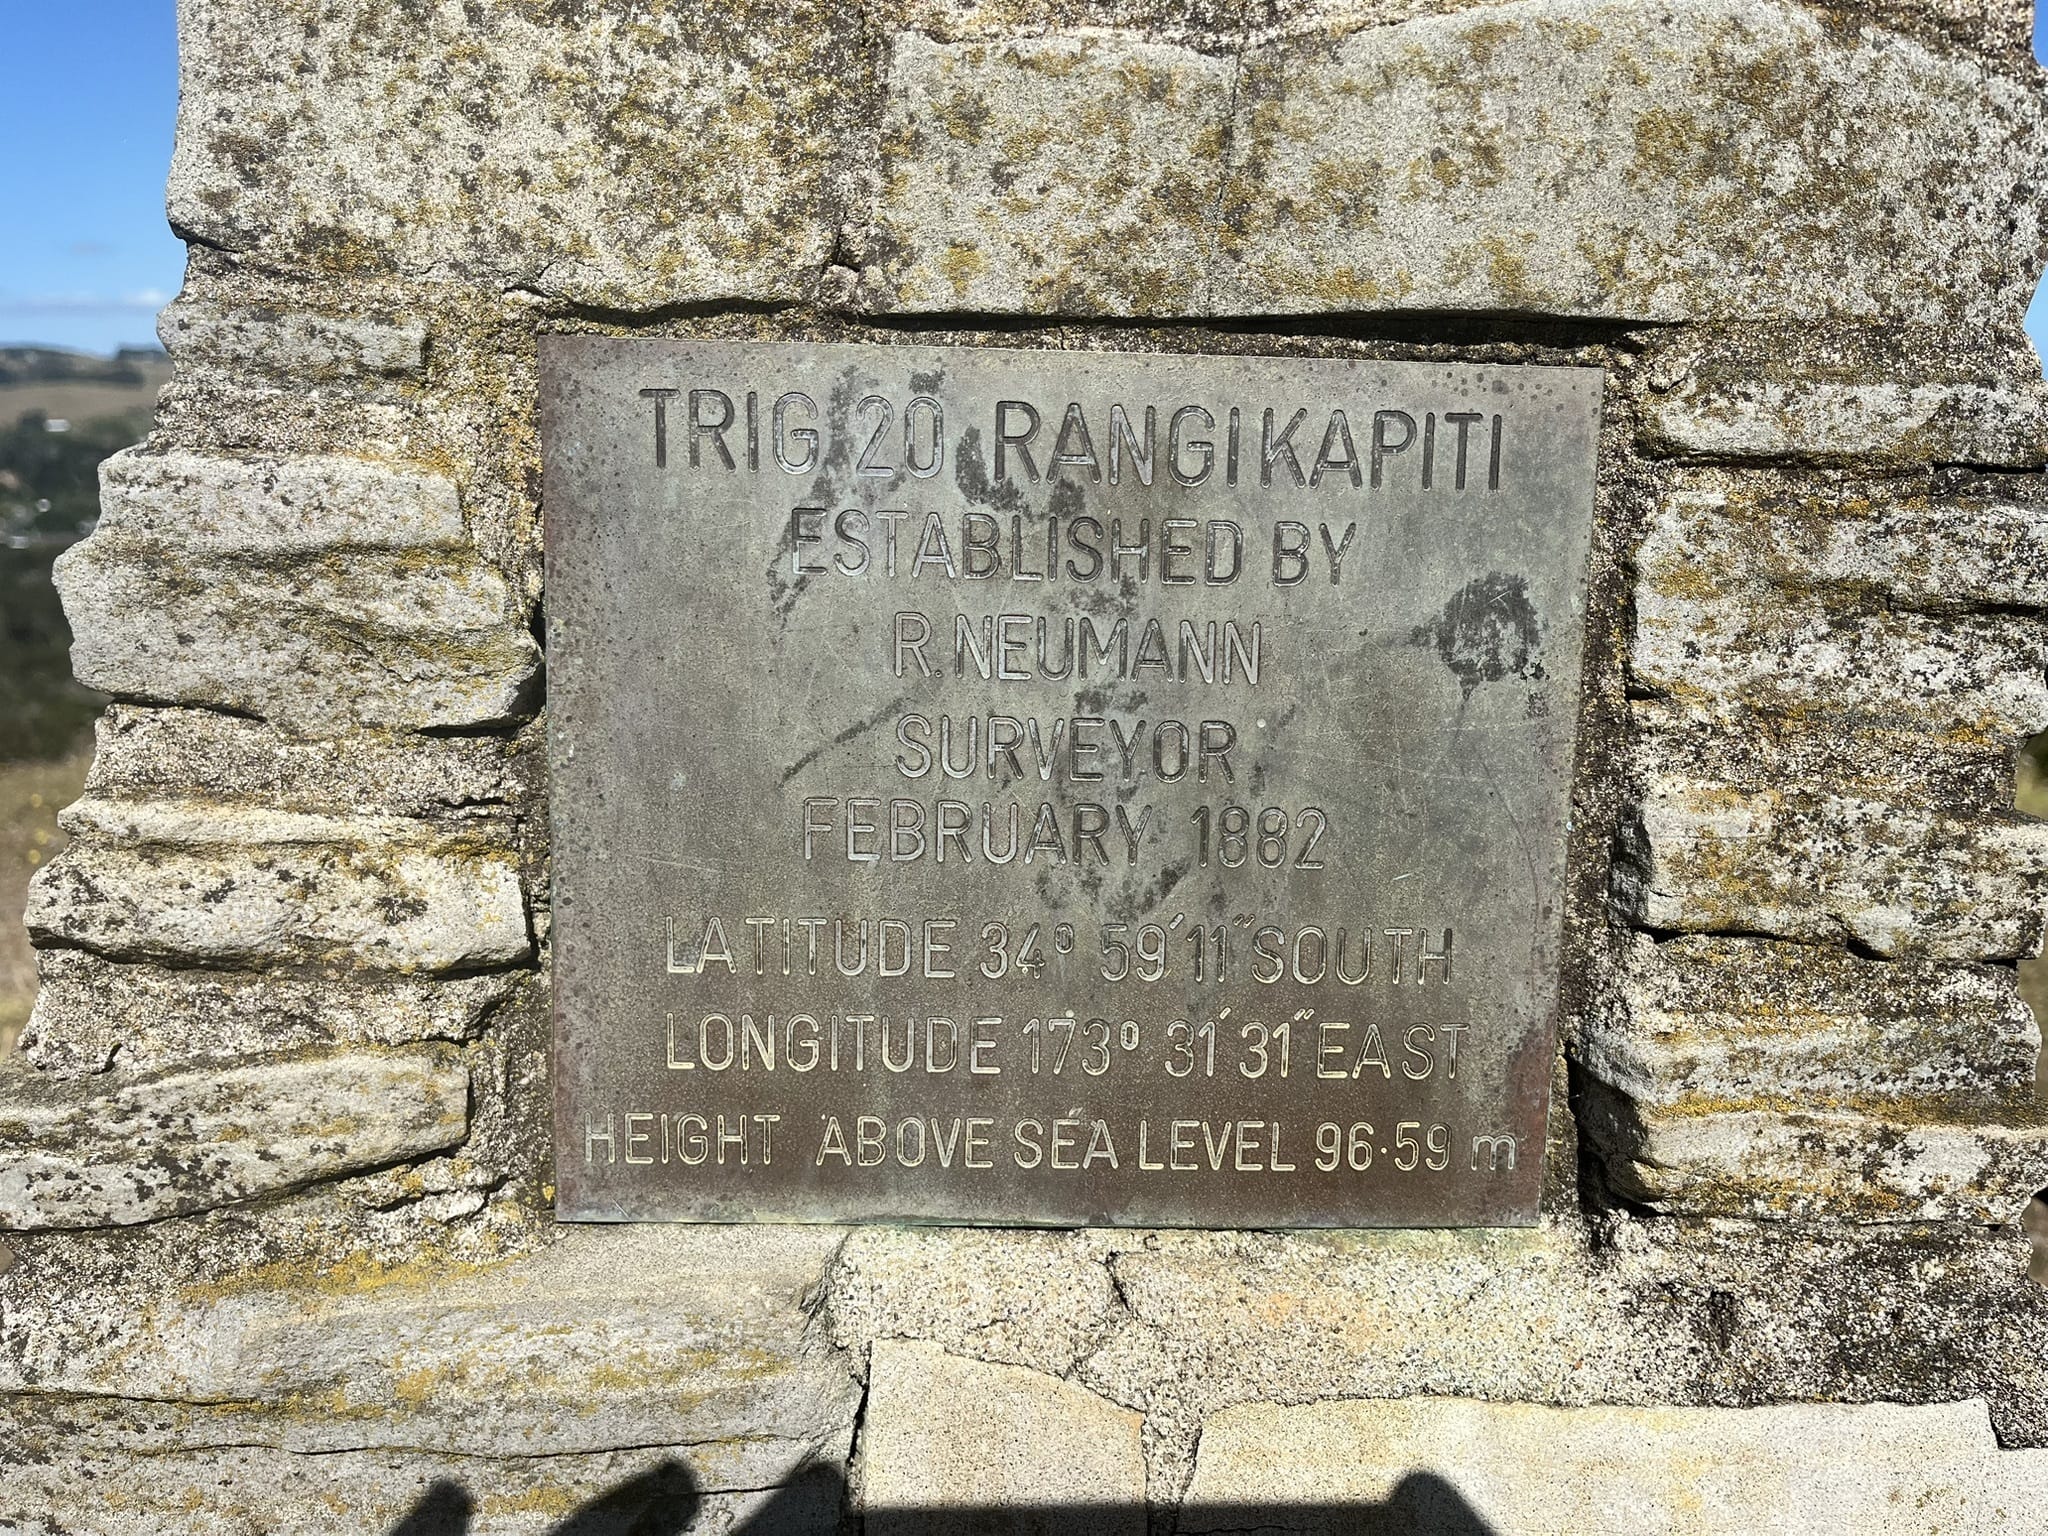 TRIG 20 RANGIKAPITI
ESTABLISHED BY
R. NEUMANN
SURVEYOR
FEBRUARY 1882
LATITUDE 34° 59′ 11″ SOUTH
LONGITUDE 173° 31′ 31″ EAST
HEIGHT ABOVE SEA LEVEL 96·59 m